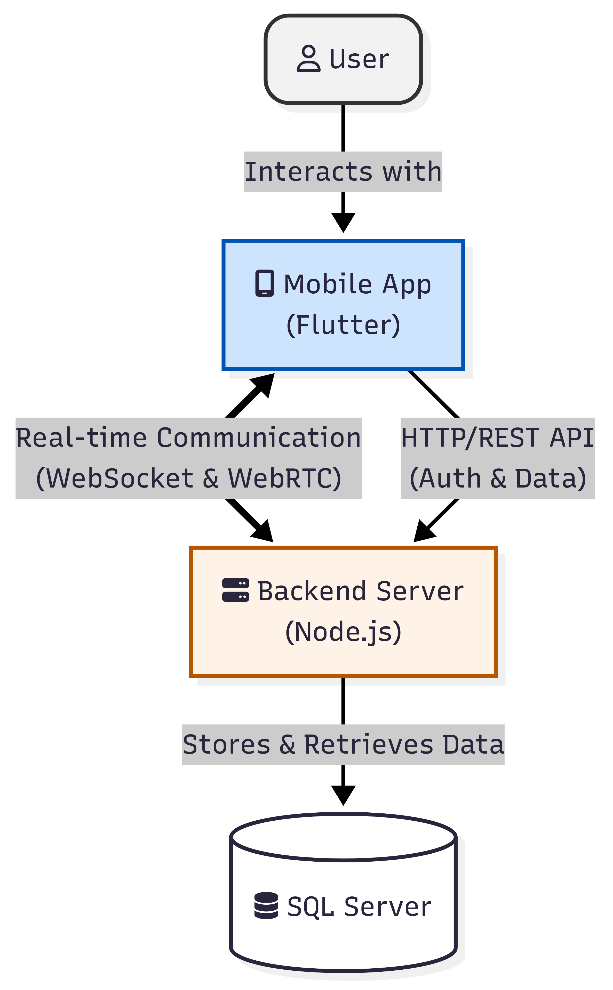 User
Interacts with
Mobile App
(Flutter)
Real-time Communication
(WebSocket & WebRTC)
HTTP/REST API
(Auth & Data)
Backend Server
(Node.js)
Stores & Retrieves Data
SQL Server